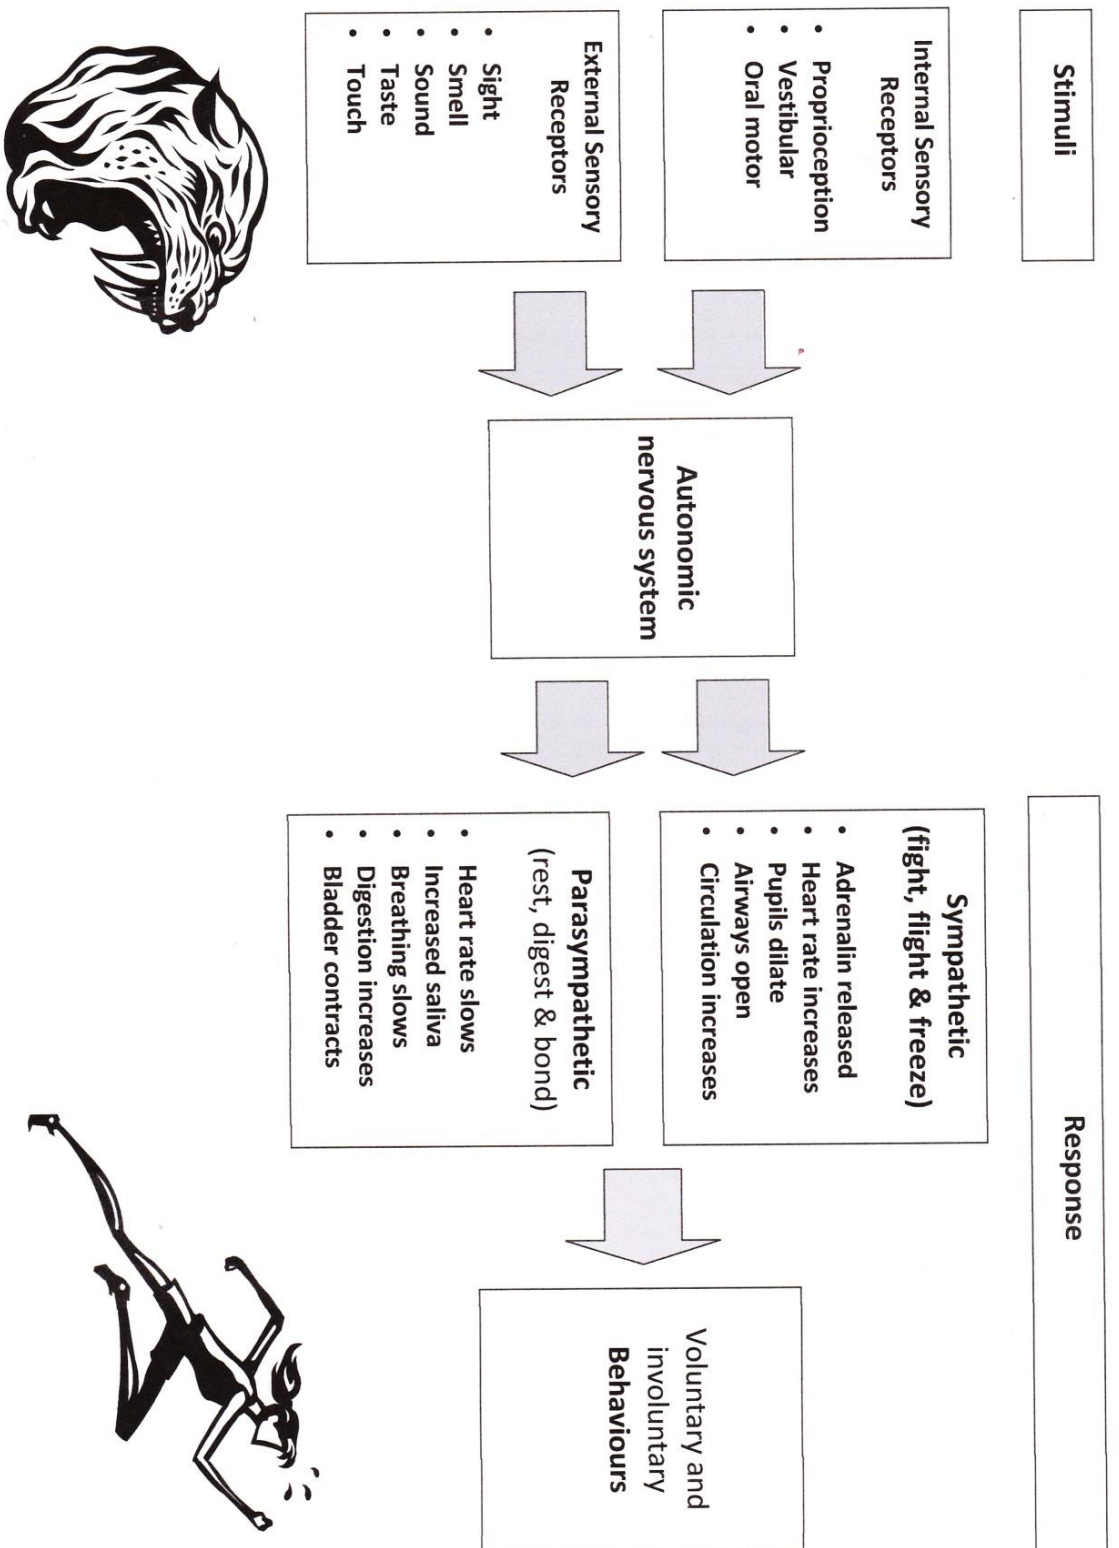 Stimuli
Response
Internal Sensory
Receptors
• Proprioception
• Vestibular
• Oral motor
External Sensory
Receptors
• Sight
• Smell
• Sound
• Taste
• Touch
Autonomic
nervous system
Sympathetic
(fight, flight & freeze)
• Adrenalin released
• Heart rate increases
• Pupils dilate
• Airways open
• Circulation increases
Parasympathetic
(rest, digest & bond)
• Heart rate slows
• Increased saliva
• Breathing slows
• Digestion increases
• Bladder contracts
Voluntary and
involuntary
Behaviours